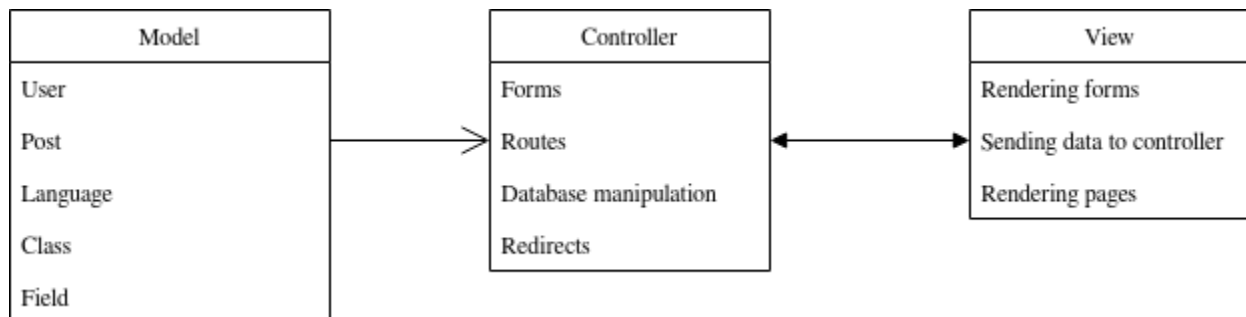 Model
User
Post
Language
Class
Field
Controller
Forms
Routes
Database manipulation
Redirects
View
Rendering forms
Sending data to controller
Rendering pages